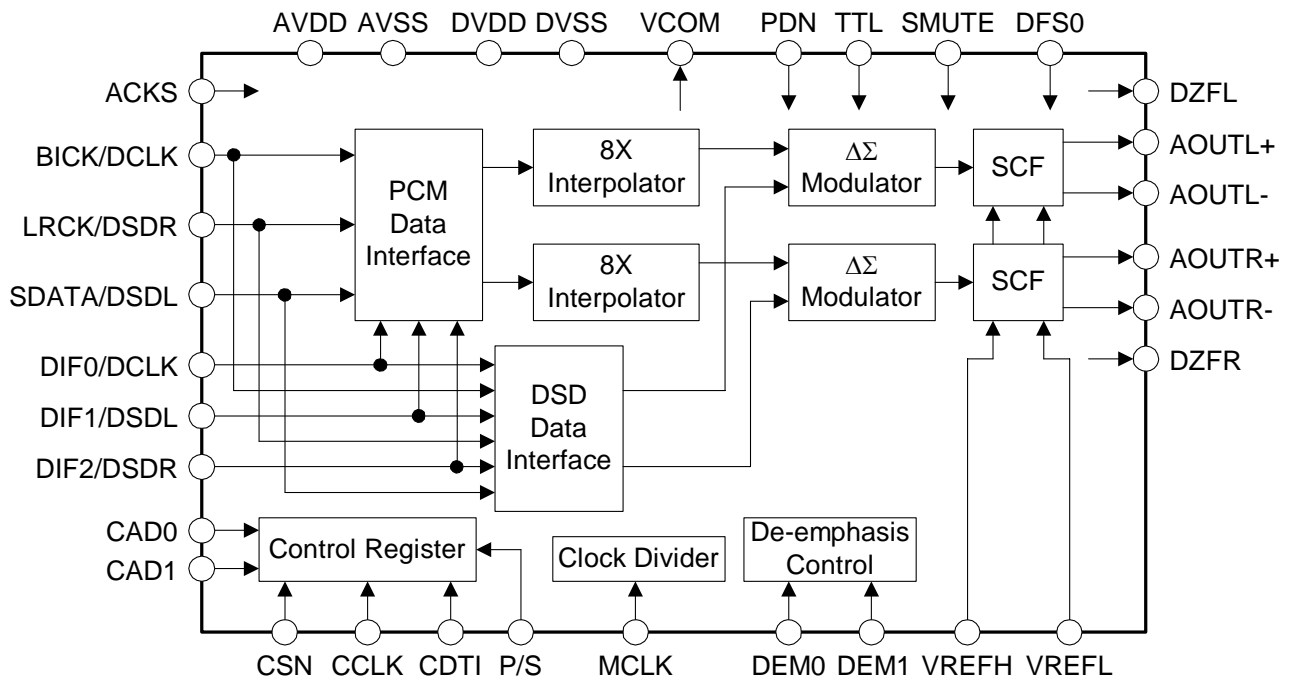 AVDD AVSS DVDD DVSS VCOM PDN TTL SMUTE DFS0
ACKS
DZFL
BICK/DCLK
AOUTL+
LRCK/DSDR
AOUTL-
SDATA/DSDL
AOUTR+
AOUTR-
DIF0/DCLK
DZFR
DIF1/DSDL
DIF2/DSDR
CAD0
CAD1
PCM
Data
Interface
8X
Interpolator
ΔΣ
Modulator
SCF
8X
Interpolator
ΔΣ
Modulator
SCF
DSD
Data
Interface
Control Register
Clock Divider
De-emphasis
Control
CSN CCLK CDTI P/S MCLK DEM0 DEM1 VREFH VREFL